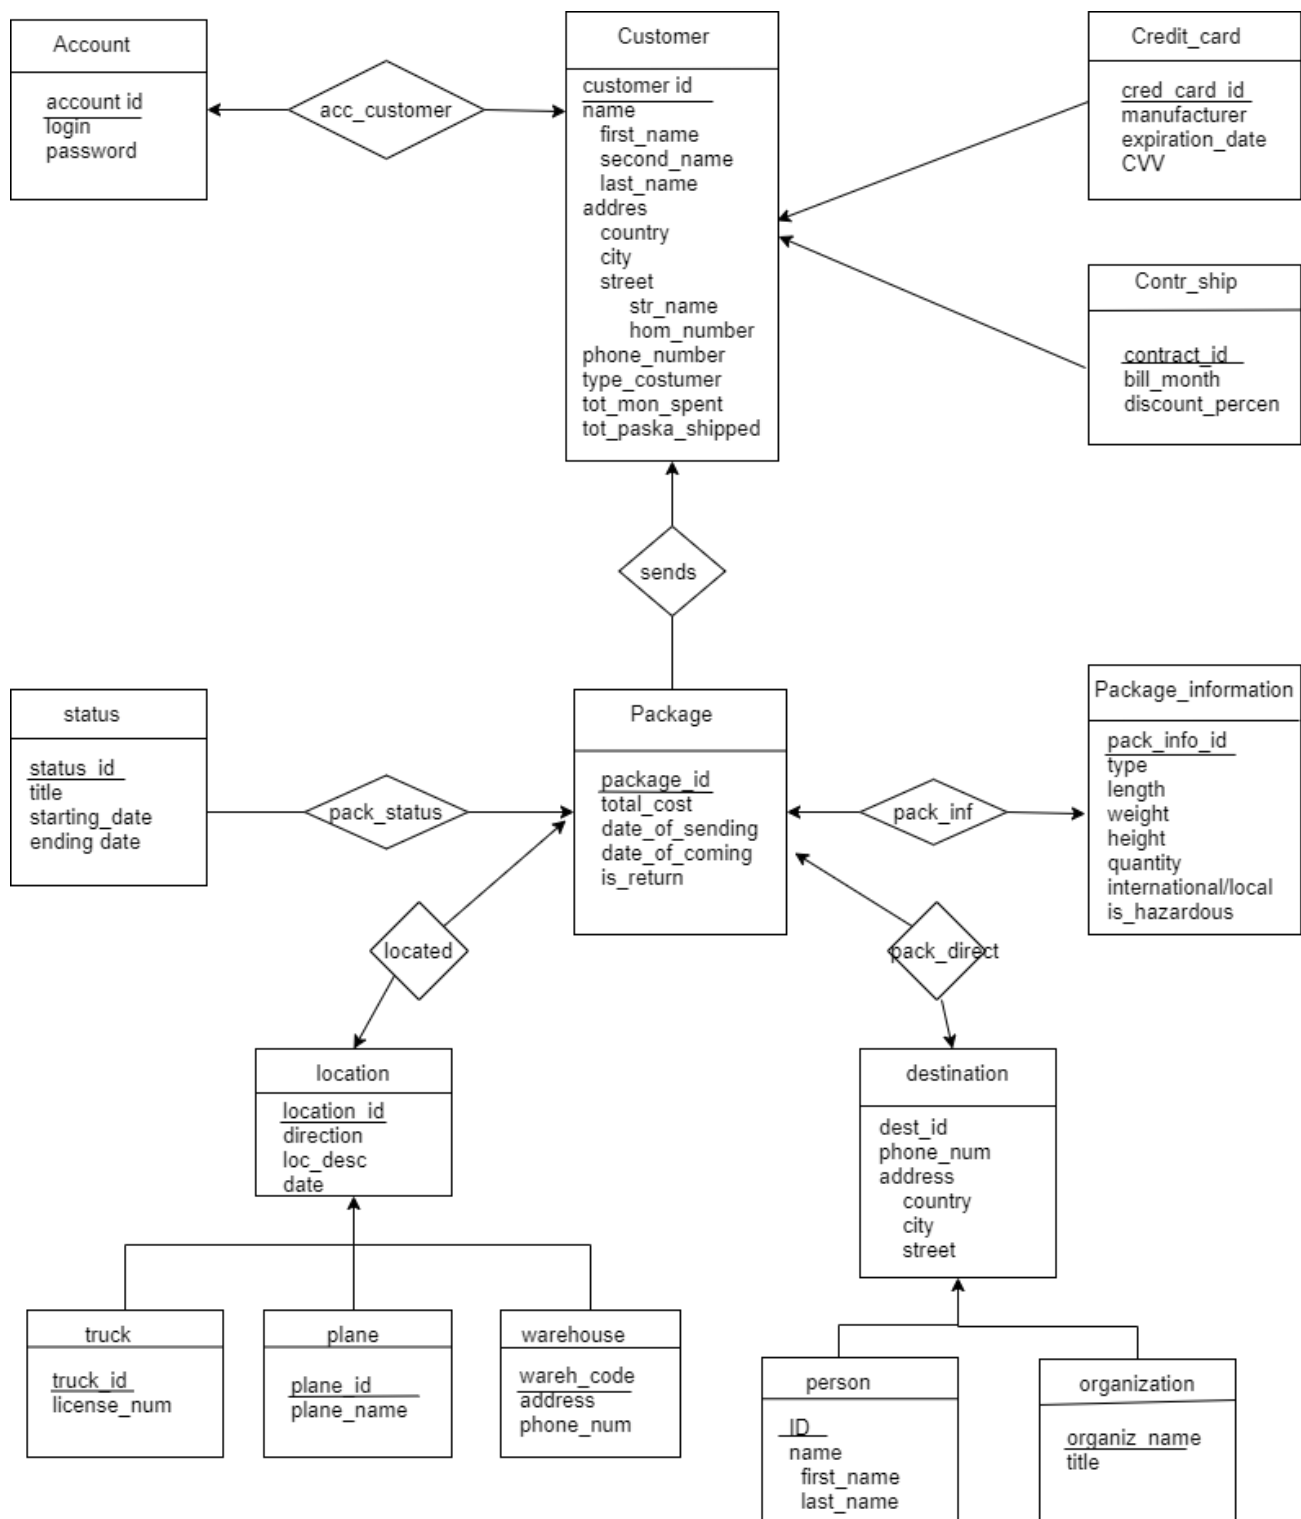 Account
account id
login
password
acc_customer
Customer
customer id
name
first_name
second_name
last_name
addres
country
city
street
str_name
hom_number
phone_number
type_costumer
tot_mon_spent
tot_paska_shipped
Credit_card
cred_card_id
manufacturer
expiration_date
CVV
Contr_ship
contract_id
bill_month
discount_percen
sends
status
status_id
title
starting_date
ending date
pack_status
Package
package_id
total_cost
date_of_sending
date_of_coming
is_return
pack_inf
Package_information
pack_info_id
type
length
weight
height
quantity
international/local
is_hazardous
located
pack_direct
location
location_id
direction
loc_desc
date
destination
dest_id
phone_num
address
country
city
street
truck
truck_id
license_num
plane
plane_id
plane_name
warehouse
wareh_code
address
phone_num
person
ID
name
first_name
last_name
organization
organiz_name
title